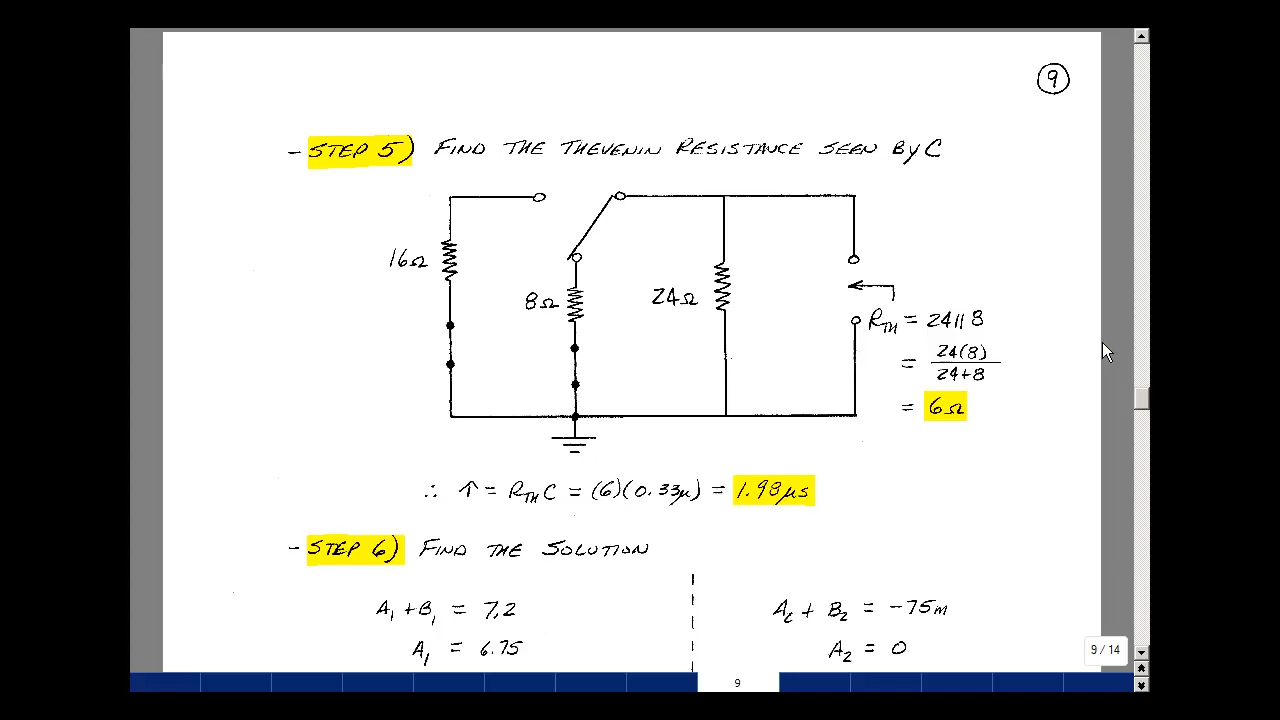 9
- STEP 5) FIND THE THEVENIN RESISTANCE SEEN BY C
16Ω
8Ω
24Ω
R_TH = 24||8
= 24(8) / 24+8
= 6Ω
∴ τ = R_TH C = (6)(0.33μ) = 1.98μs
- STEP 6) FIND THE SOLUTION
A₁ + B₁ = 7.2
A₁ = 6.75
A₂ + B₂ = -75m
A₂ = 0
9 / 14
9